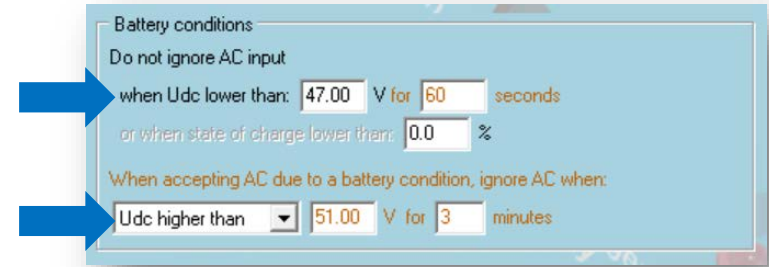 Battery conditions
Do not ignore AC input
when Udc lower than: 47.00 V for 60 seconds
or when state of charge lower than: 0.0 %
When accepting AC due to a battery condition, ignore AC when:
Udc higher than 51.00 V for 3 minutes